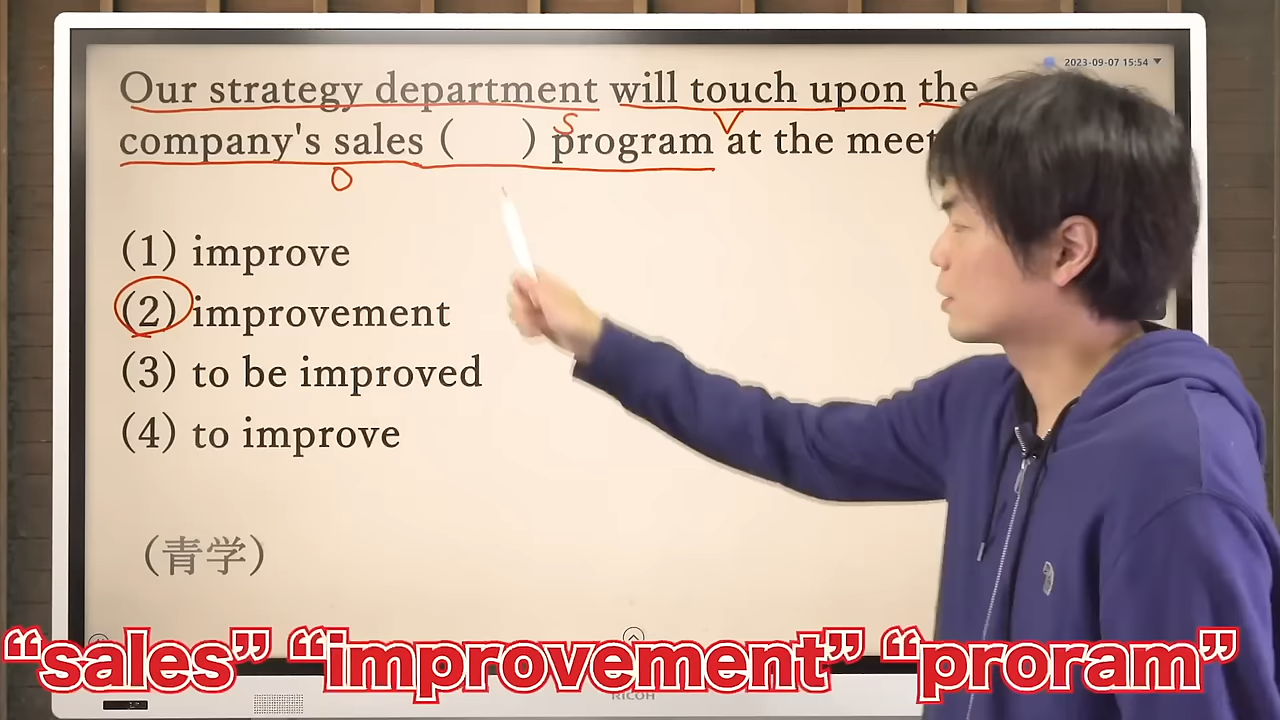 2023-09-07 15:54
Our strategy department will touch upon the
S
V
company's sales (    ) program at the meet
O
(1) improve
(2) improvement
(3) to be improved
(4) to improve
(青学)
“sales” “improvement” “proram”
RICOH